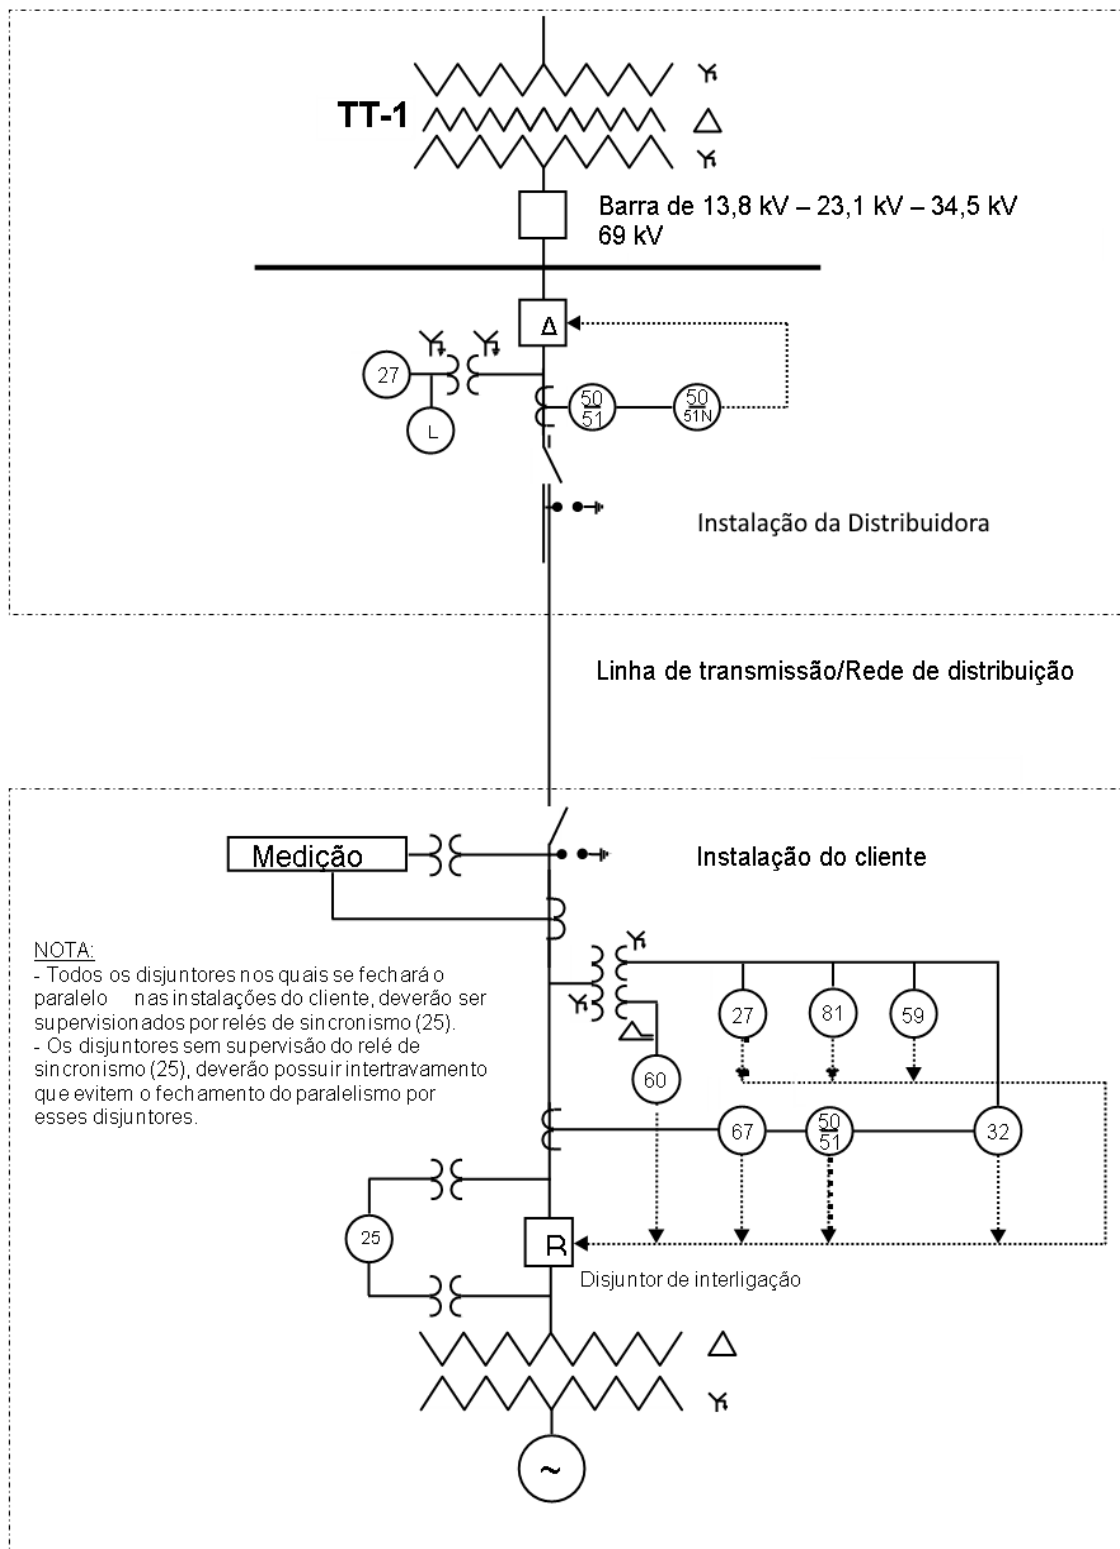 TT-1
Barra de 13,8 kV – 23,1 kV – 34,5 kV
69 kV
Δ
27
L
50
51
50
51N
Instalação da Distribuidora
Linha de transmissão/Rede de distribuição
Medição
Instalação do cliente
NOTA:
- Todos os disjuntores nos quais se fechará o
paralelo nas instalações do cliente, deverão ser
supervisionados por relés de sincronismo (25).
- Os disjuntores sem supervisão do relé de
sincronismo (25), deverão possuir intertravamento
que evitem o fechamento do paralelismo por
esses disjuntores.
27
81
59
60
67
50
51
32
25
R
Disjuntor de interligação
~